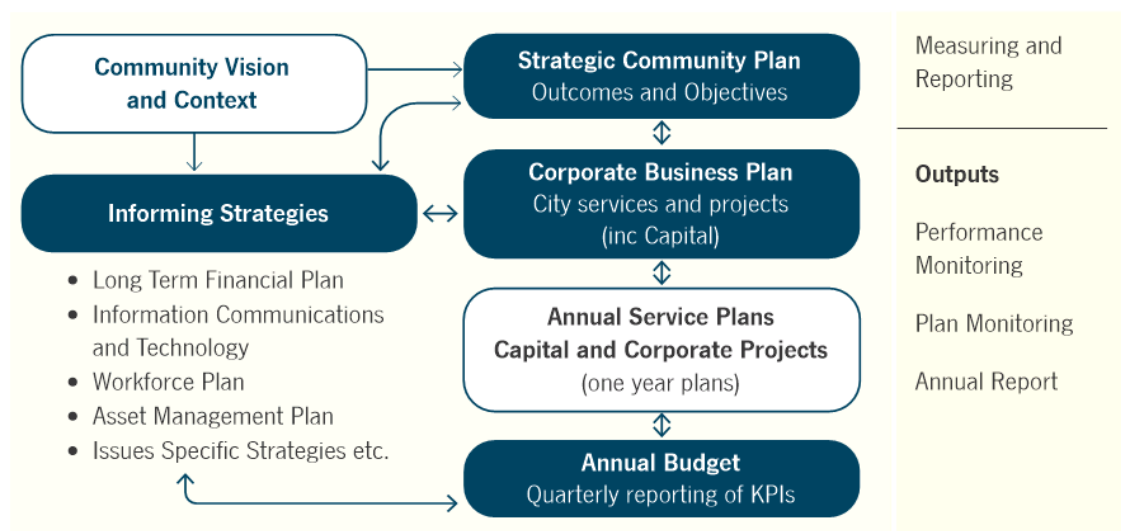 Community Vision
and Context
Strategic Community Plan
Outcomes and Objectives
Informing Strategies
Corporate Business Plan
City services and projects
(inc Capital)
• Long Term Financial Plan
• Information Communications
and Technology
• Workforce Plan
• Asset Management Plan
• Issues Specific Strategies etc.
Annual Service Plans
Capital and Corporate Projects
(one year plans)
Annual Budget
Quarterly reporting of KPIs
Measuring and
Reporting
Outputs
Performance
Monitoring
Plan Monitoring
Annual Report